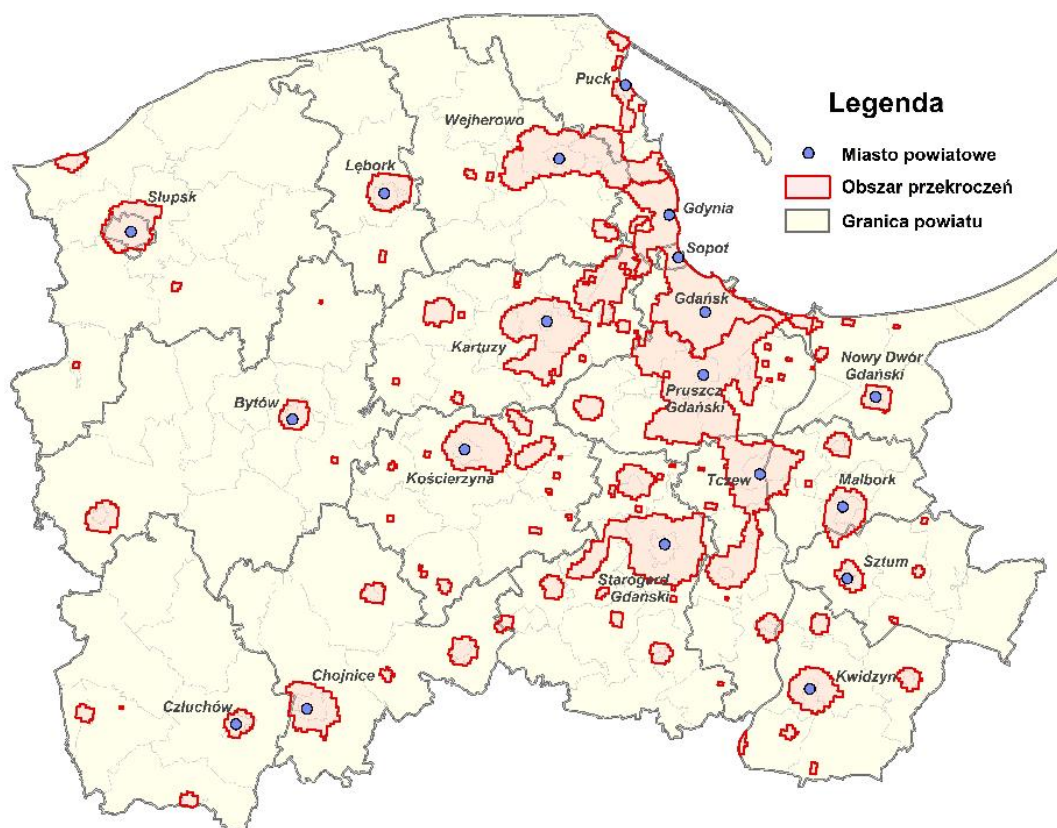 Puck
Wejherowo
Legenda
Miasto powiatowe
Obszar przekroczeń
Granica powiatu
Lębork
Słupsk
Gdynia
Sopot
Gdańsk
Kartuzy
Nowy Dwór
Gdański
Pruszcz
Gdański
Bytów
Kościerzyna
Tczew
Malbork
Sztum
Starogard
Gdański
Chojnice
Kwidzyn
Człuchów